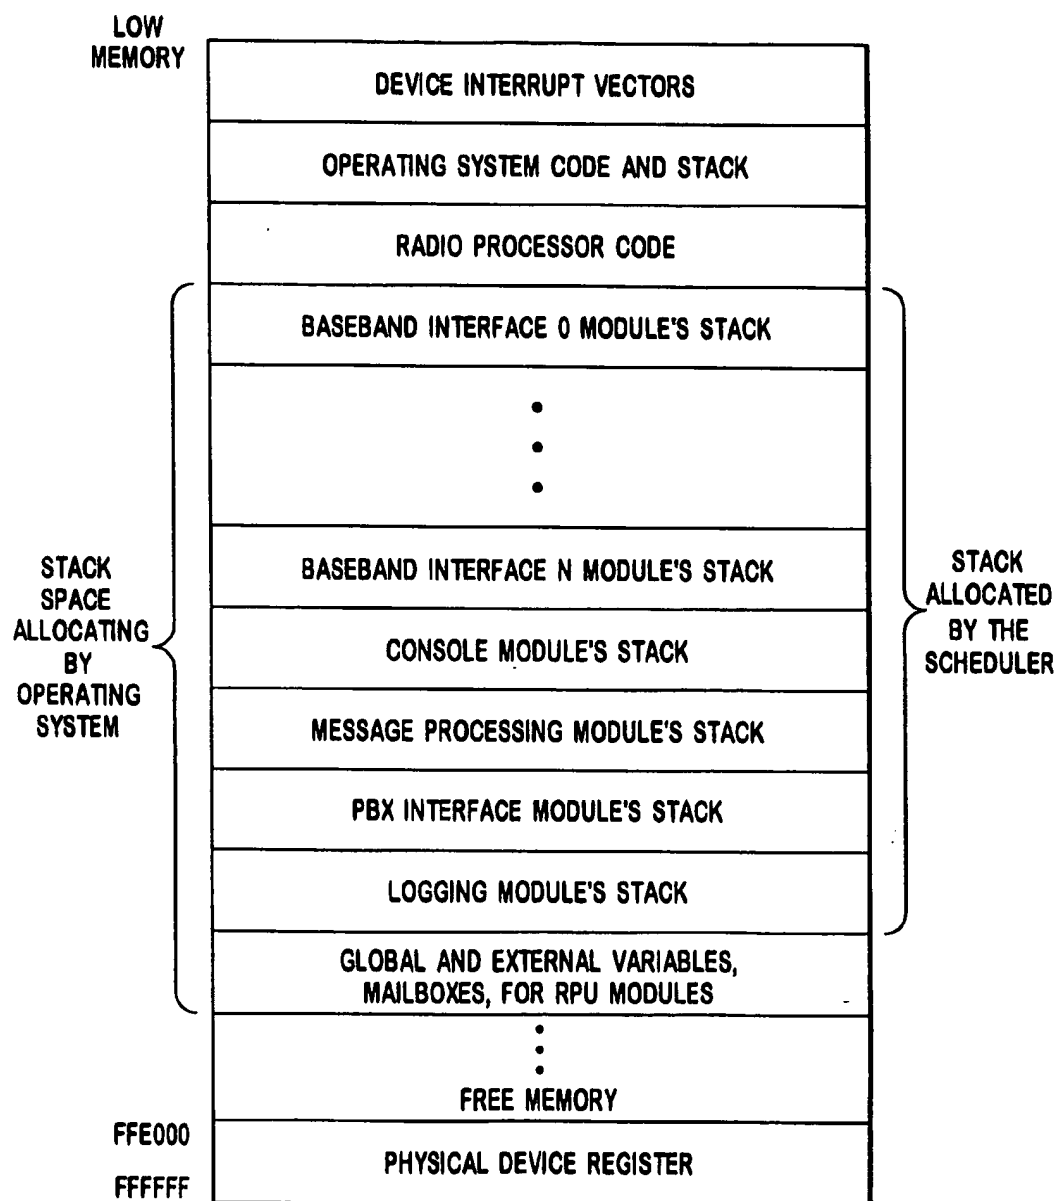 LOW
MEMORY
DEVICE INTERRUPT VECTORS
OPERATING SYSTEM CODE AND STACK
RADIO PROCESSOR CODE
BASEBAND INTERFACE 0 MODULE'S STACK
BASEBAND INTERFACE N MODULE'S STACK
CONSOLE MODULE'S STACK
MESSAGE PROCESSING MODULE'S STACK
PBX INTERFACE MODULE'S STACK
LOGGING MODULE'S STACK
GLOBAL AND EXTERNAL VARIABLES,
MAILBOXES, FOR RPU MODULES
FREE MEMORY
PHYSICAL DEVICE REGISTER
STACK
SPACE
ALLOCATING
BY
OPERATING
SYSTEM
STACK
ALLOCATED
BY THE
SCHEDULER
FFE000
FFFFFF